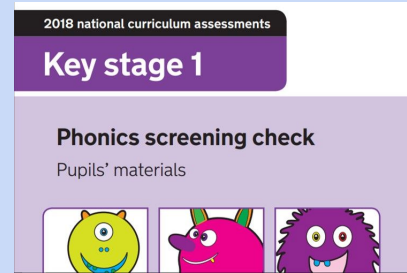 2018 national curriculum assessments
Key stage 1
Phonics screening check
Pupils’ materials